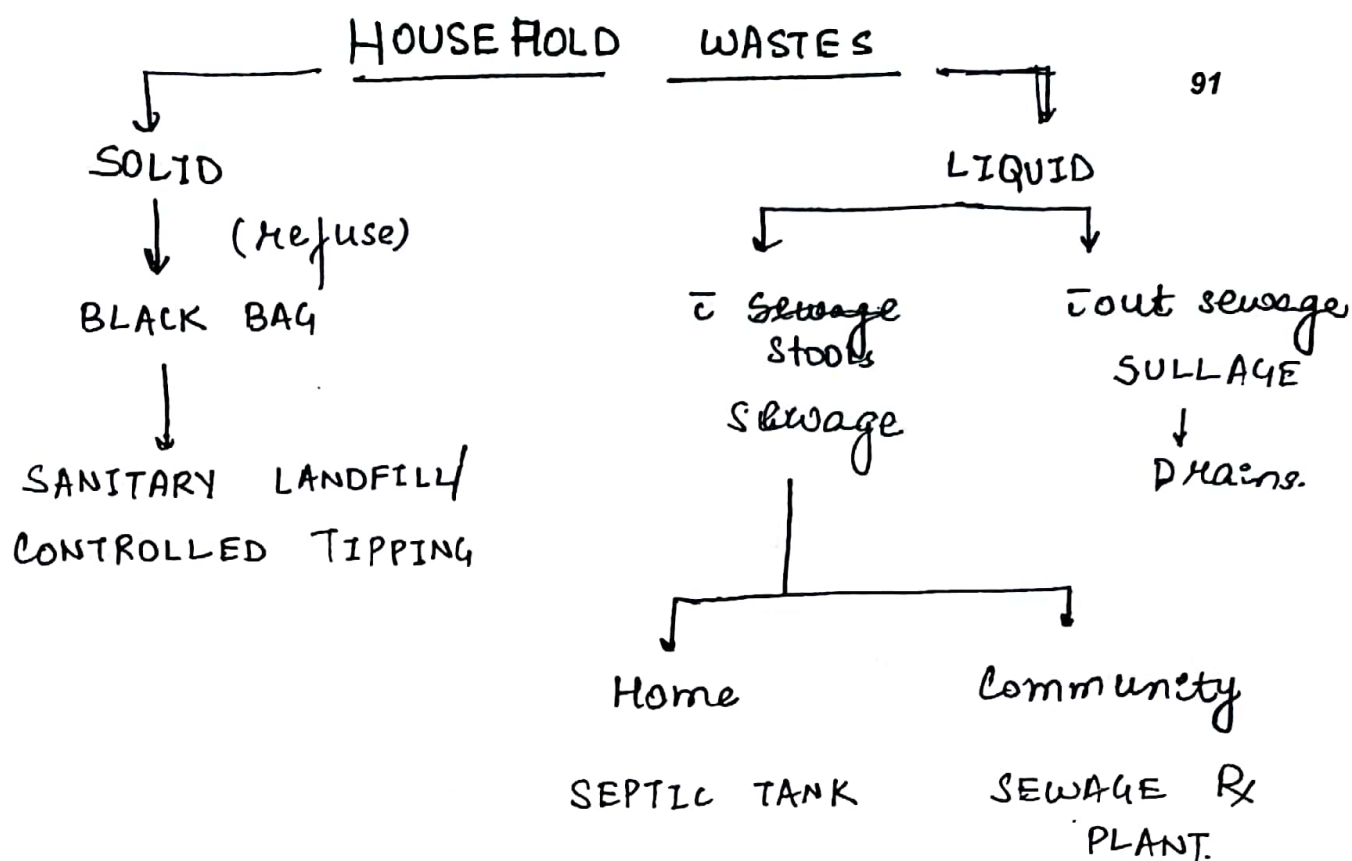 HOUSEHOLD WASTES
91
SOLID
(refuse)
BLACK BAG
SANITARY LANDFILL/
CONTROLLED TIPPING
LIQUID
c̄ Sewage
Stools
Sewage
c̄out sewage
SULLAGE
Drains.
Home
SEPTIC TANK
Community
SEWAGE Rx
PLANT.